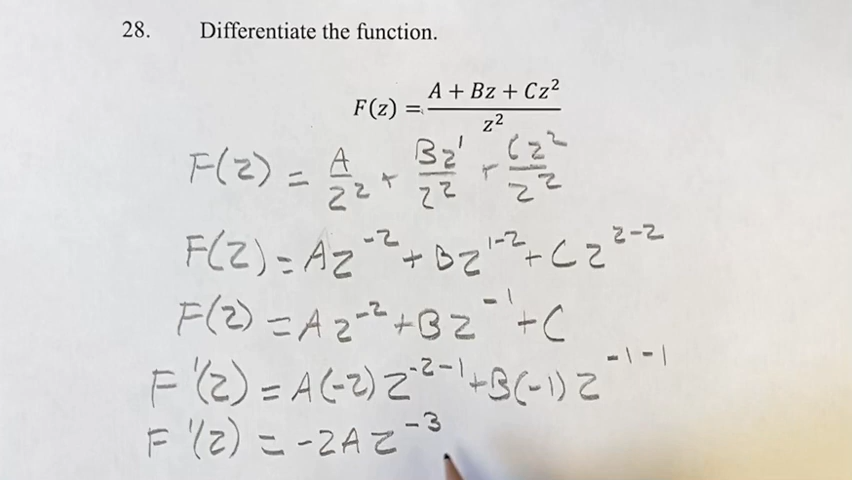 28. Differentiate the function.
F(z) = A + Bz + Cz² / z²
F(z) = A/z² + Bz¹/z² + Cz²/z²
F(z) = Az⁻² + Bz¹⁻² + Cz²⁻²
F(z) = Az⁻² + Bz⁻¹ + C
F'(z) = A(-2)z⁻²⁻¹ + B(-1)z⁻¹⁻¹
F'(z) = -2Az⁻³